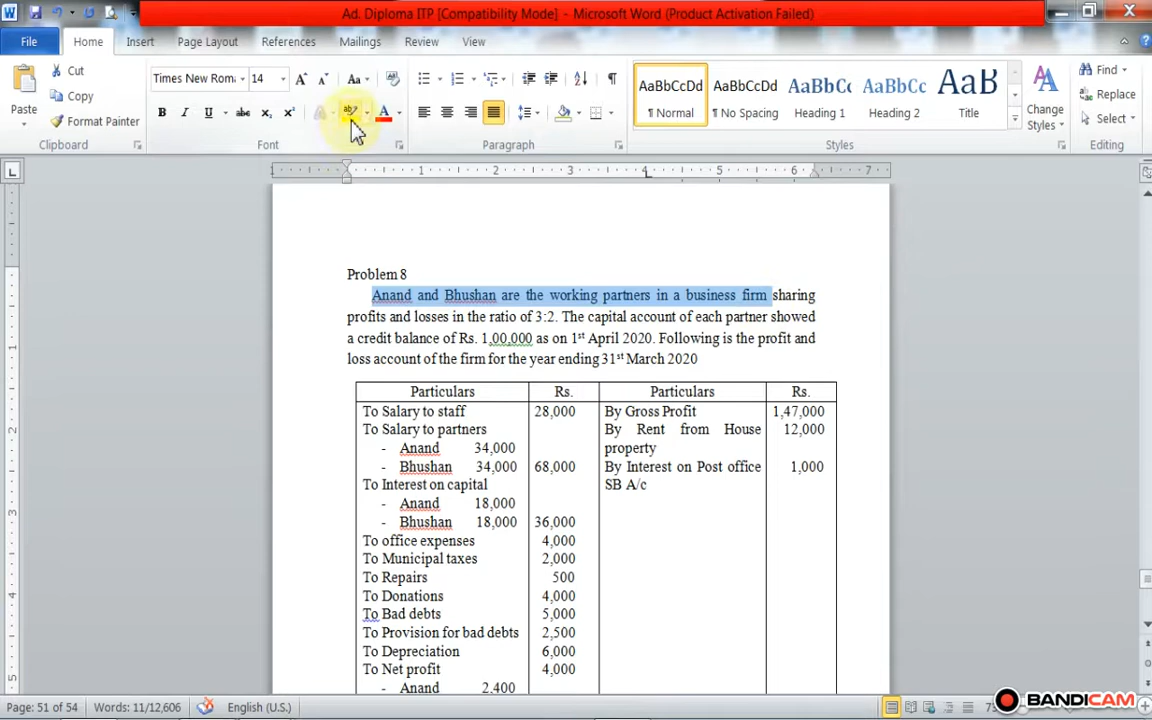 Ad. Diploma ITP [Compatibility Mode] - Microsoft Word (Product Activation Failed)
File Home Insert Page Layout References Mailings Review View
Cut
Copy
Format Painter
Paste
Clipboard
Times New Rom 14
Font
Paragraph
AaBbCcDd AaBbCcDd AaBbCc AaBbCc AaB
¶ Normal ¶ No Spacing Heading 1 Heading 2 Title
Change
Styles
Styles
Find
Replace
Select
Editing
Problem 8
Anand and Bhushan are the working partners in a business firm sharing
profits and losses in the ratio of 3:2. The capital account of each partner showed
a credit balance of Rs. 1,00,000 as on 1st April 2020. Following is the profit and
loss account of the firm for the year ending 31st March 2020
Particulars Rs. Particulars Rs.
To Salary to staff 28,000 By Gross Profit 1,47,000
To Salary to partners By Rent from House 12,000
- Anand 34,000 property
- Bhushan 34,000 68,000 By Interest on Post office 1,000
To Interest on capital SB A/c
- Anand 18,000
- Bhushan 18,000 36,000
To office expenses 4,000
To Municipal taxes 2,000
To Repairs 500
To Donations 4,000
To Bad debts 5,000
To Provision for bad debts 2,500
To Depreciation 6,000
To Net profit 4,000
- Anand 2,400
Page: 51 of 54 Words: 11/12,606 English (U.S.)
BANDICAM